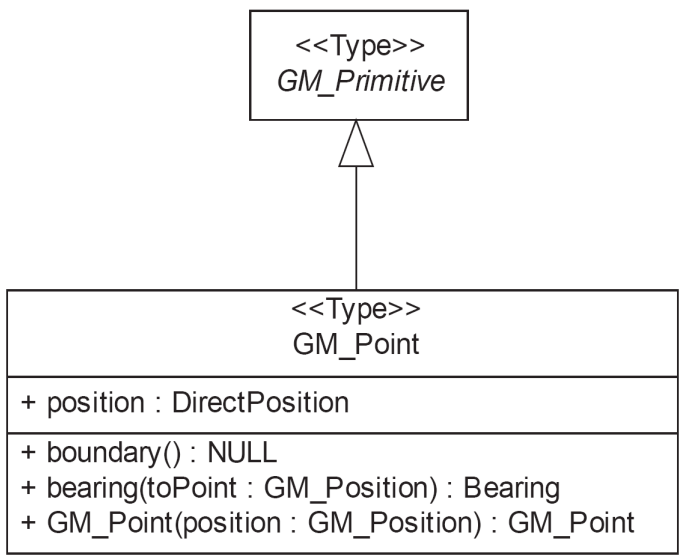 <<Type>>
GM_Primitive
<<Type>>
GM_Point
+ position : DirectPosition
+ boundary() : NULL
+ bearing(toPoint : GM_Position) : Bearing
+ GM_Point(position : GM_Position) : GM_Point